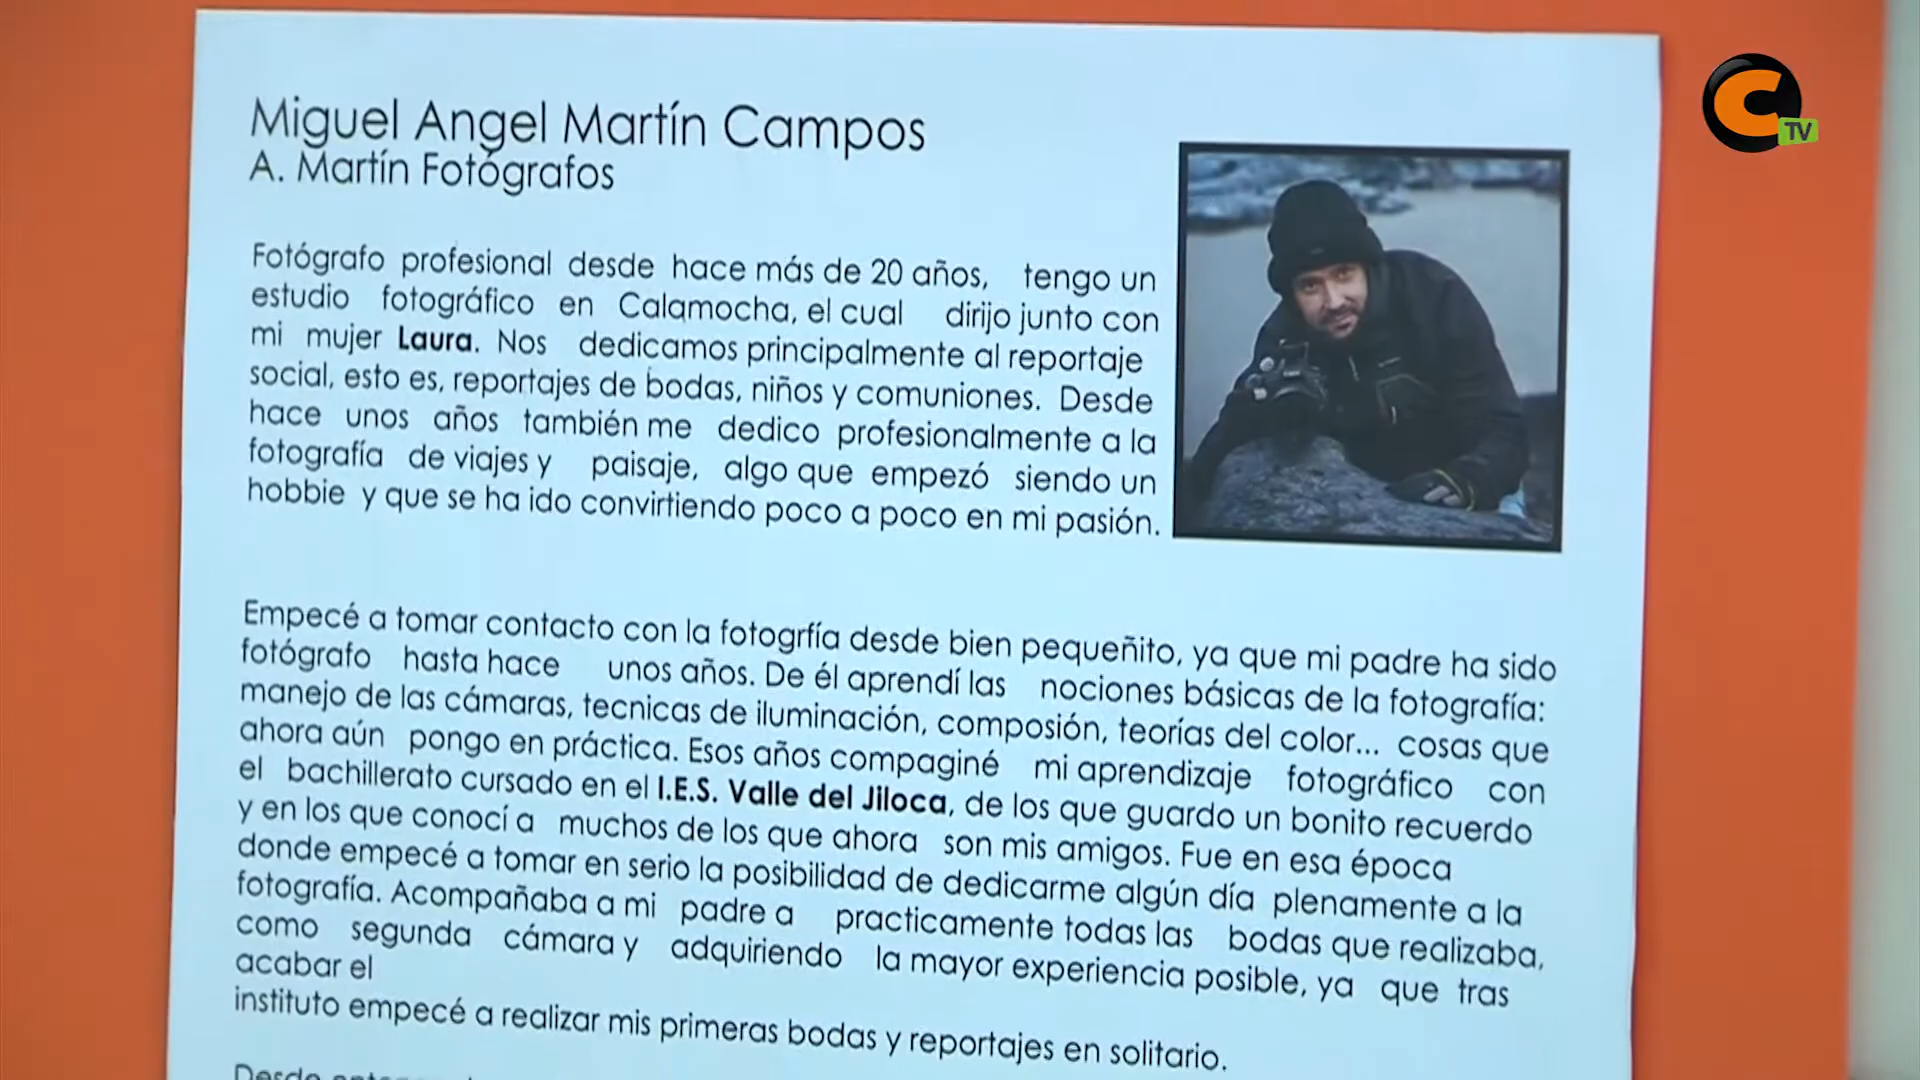 Miguel Angel Martín Campos
A. Martín Fotógrafos
Fotógrafo profesional desde hace más de 20 años, tengo un
estudio fotográfico en Calamocha, el cual dirijo junto con
mi mujer Laura. Nos dedicamos principalmente al reportaje
social, esto es, reportajes de bodas, niños y comuniones. Desde
hace unos años también me dedico profesionalmente a la
fotografía de viajes y paisaje, algo que empezó siendo un
hobbie y que se ha ido convirtiendo poco a poco en mi pasión.
Empecé a tomar contacto con la fotogrfía desde bien pequeñito, ya que mi padre ha sido
fotógrafo hasta hace unos años. De él aprendí las nociones básicas de la fotografía:
manejo de las cámaras, tecnicas de iluminación, composión, teorías del color... cosas que
ahora aún pongo en práctica. Esos años compaginé mi aprendizaje fotográfico con
el bachillerato cursado en el I.E.S. Valle del Jiloca, de los que guardo un bonito recuerdo
y en los que conocí a muchos de los que ahora son mis amigos. Fue en esa época
donde empecé a tomar en serio la posibilidad de dedicarme algún día plenamente a la
fotografía. Acompañaba a mi padre a practicamente todas las bodas que realizaba,
como segunda cámara y adquiriendo la mayor experiencia posible, ya que tras
acabar el
instituto empecé a realizar mis primeras bodas y reportajes en solitario.
Desde
C TV